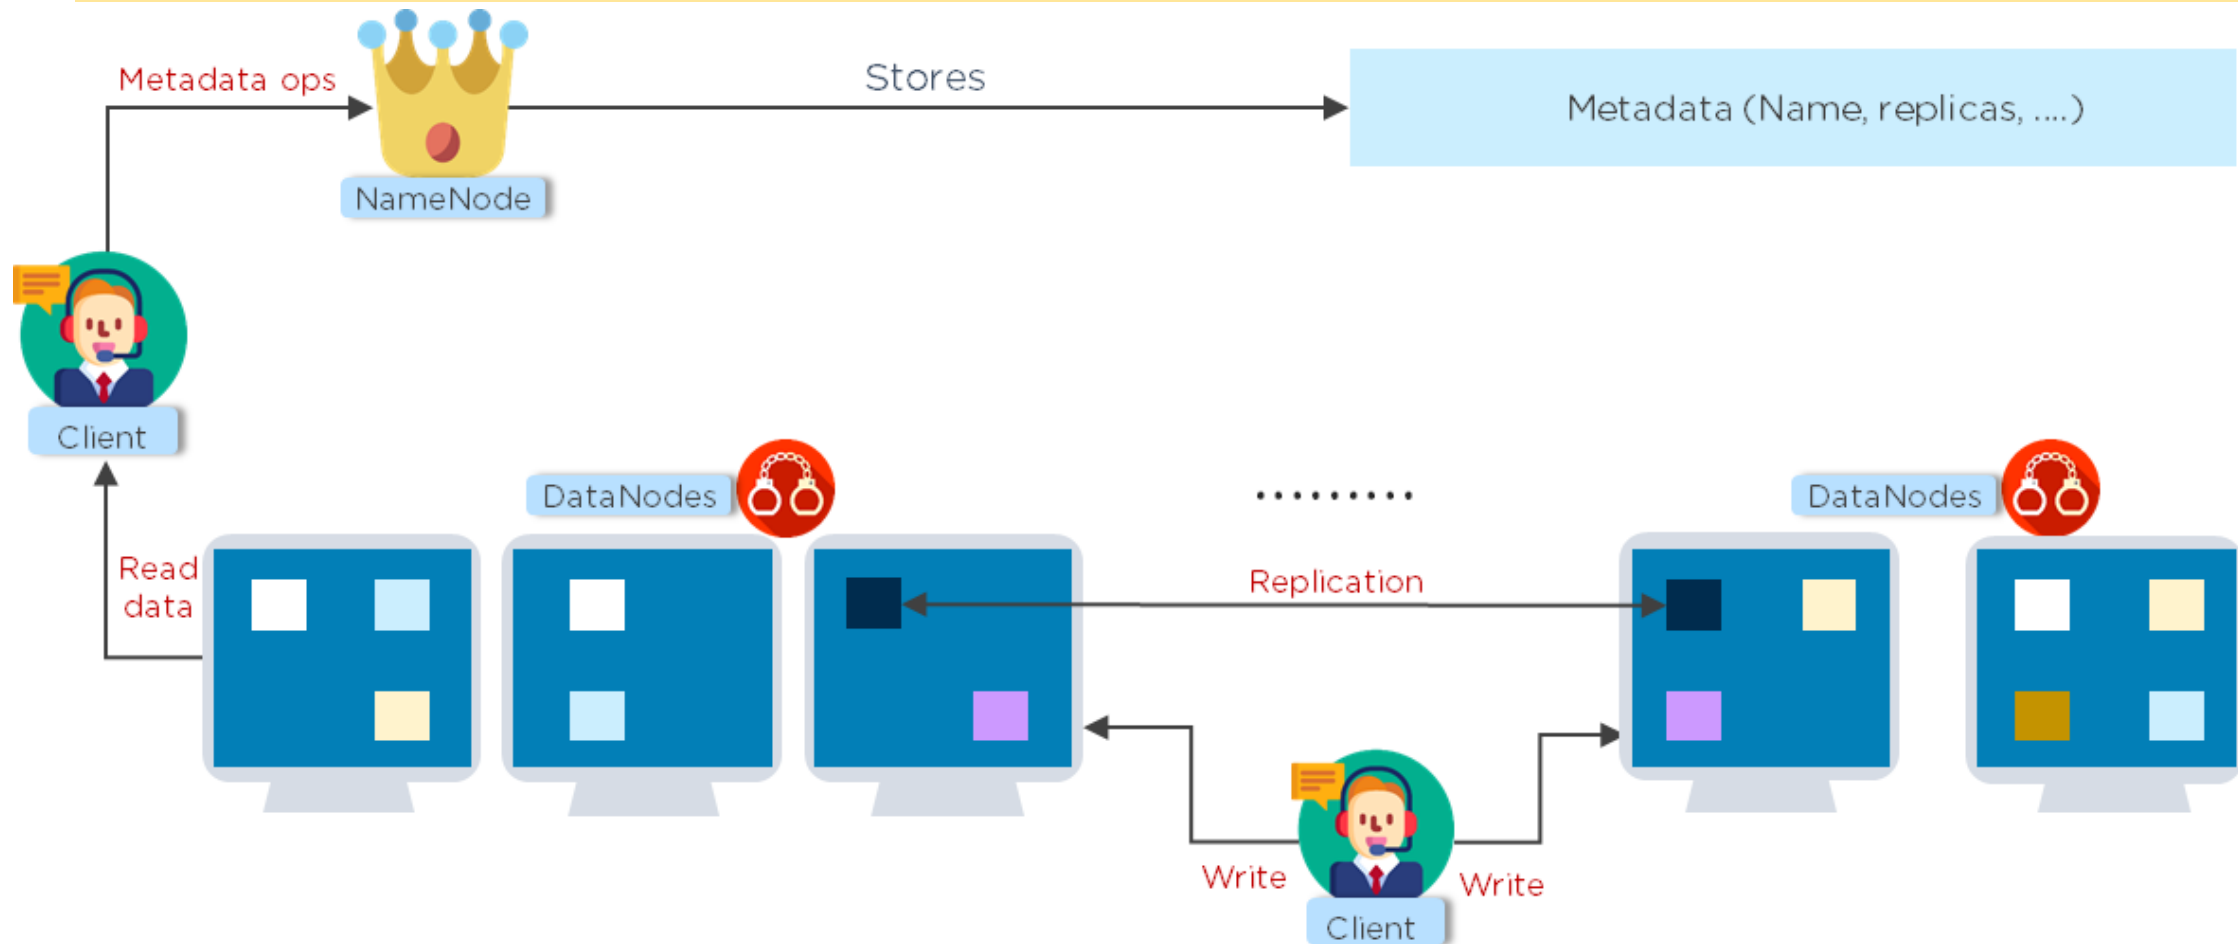 Metadata ops
Stores
Metadata (Name, replicas, ....)
NameNode
Client
DataNodes
.........
DataNodes
Read
data
Replication
Write
Write
Client